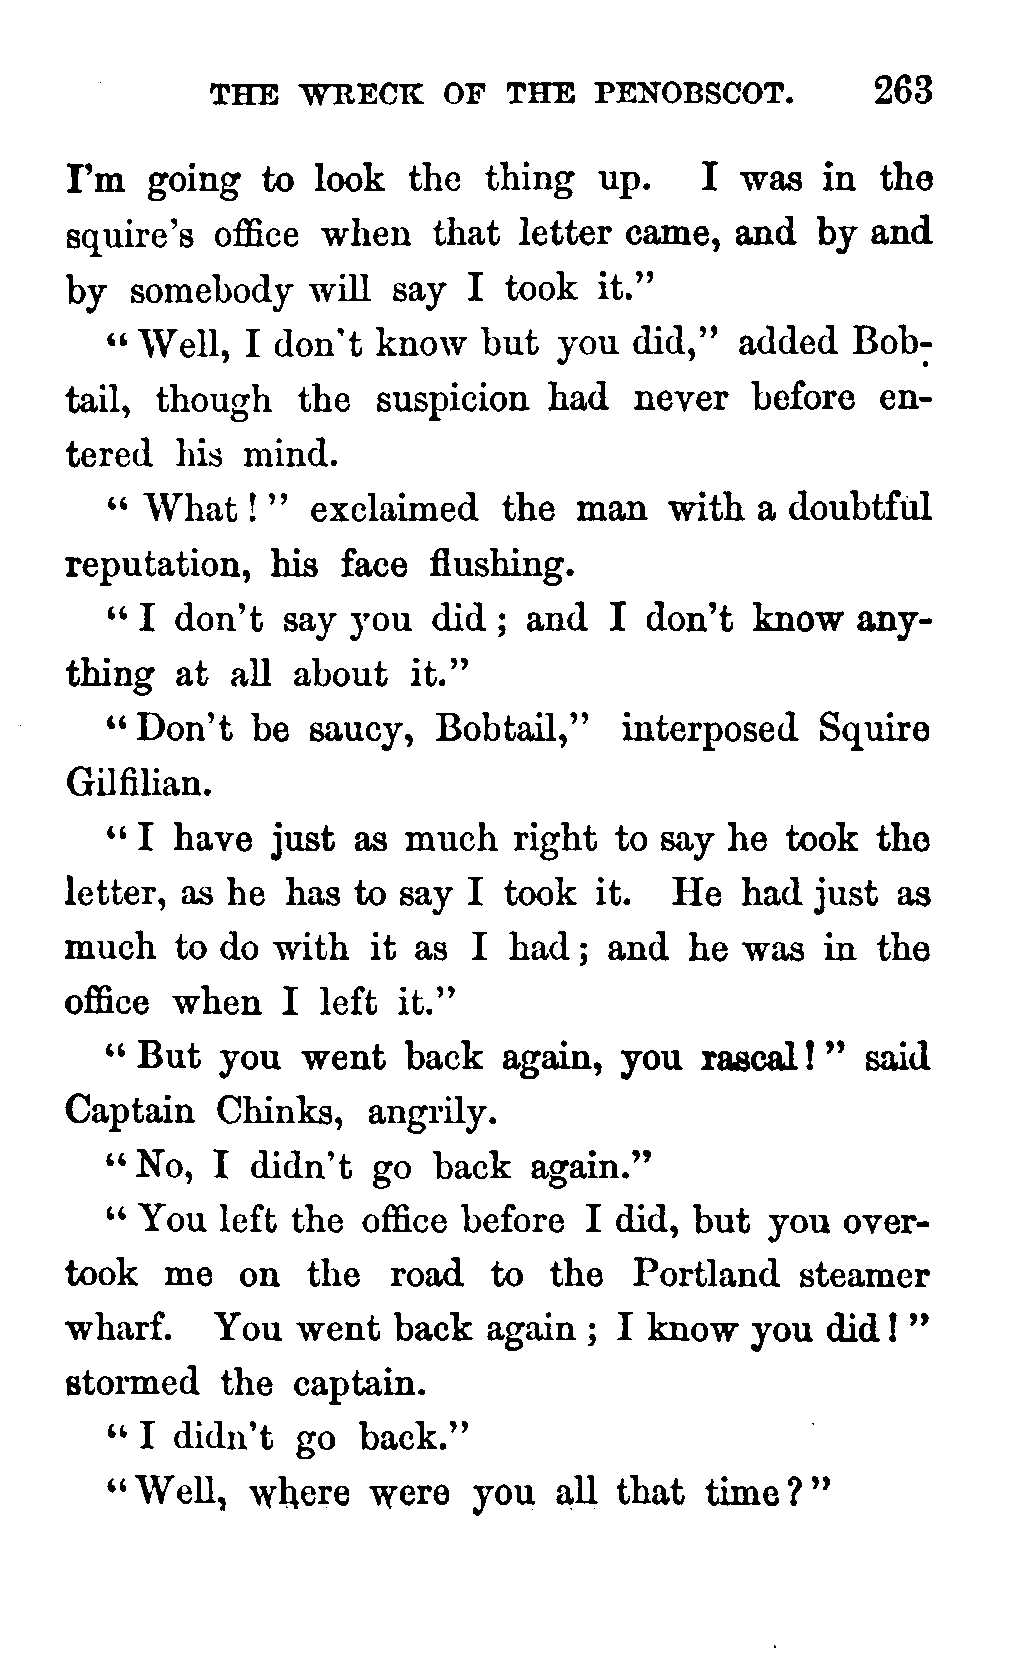 THE WRECK OF THE PENOBSCOT. 263
I'm going to look the thing up. I was in the
squire's office when that letter came, and by and
by somebody will say I took it."
"Well, I don't know but you did," added Bob-
tail, though the suspicion had never before en-
tered his mind.
"What!" exclaimed the man with a doubtful
reputation, his face flushing.
"I don't say you did; and I don't know any-
thing at all about it."
"Don't be saucy, Bobtail," interposed Squire
Gilfilian.
"I have just as much right to say he took the
letter, as he has to say I took it. He had just as
much to do with it as I had; and he was in the
office when I left it."
"But you went back again, you rascal!" said
Captain Chinks, angrily.
"No, I didn't go back again."
"You left the office before I did, but you over-
took me on the road to the Portland steamer
wharf. You went back again; I know you did!"
stormed the captain.
"I didn't go back."
"Well, where were you all that time?"